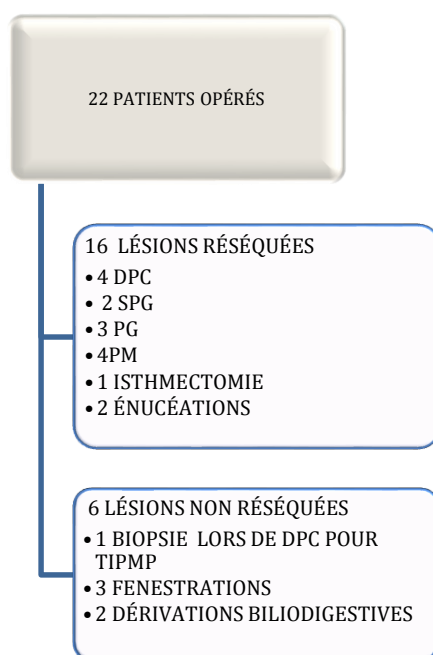 22 PATIENTS OPÉRÉS
16 LÉSIONS RÉSÉQUÉES
• 4 DPC
• 2 SPG
• 3 PG
• 4PM
• 1 ISTHMECTOMIE
• 2 ÉNUCÉATIONS
6 LÉSIONS NON RÉSÉQUÉES
• 1 BIOPSIE LORS DE DPC POUR
TIPMP
• 3 FENESTRATIONS
• 2 DÉRIVATIONS BILIODIGESTIVES